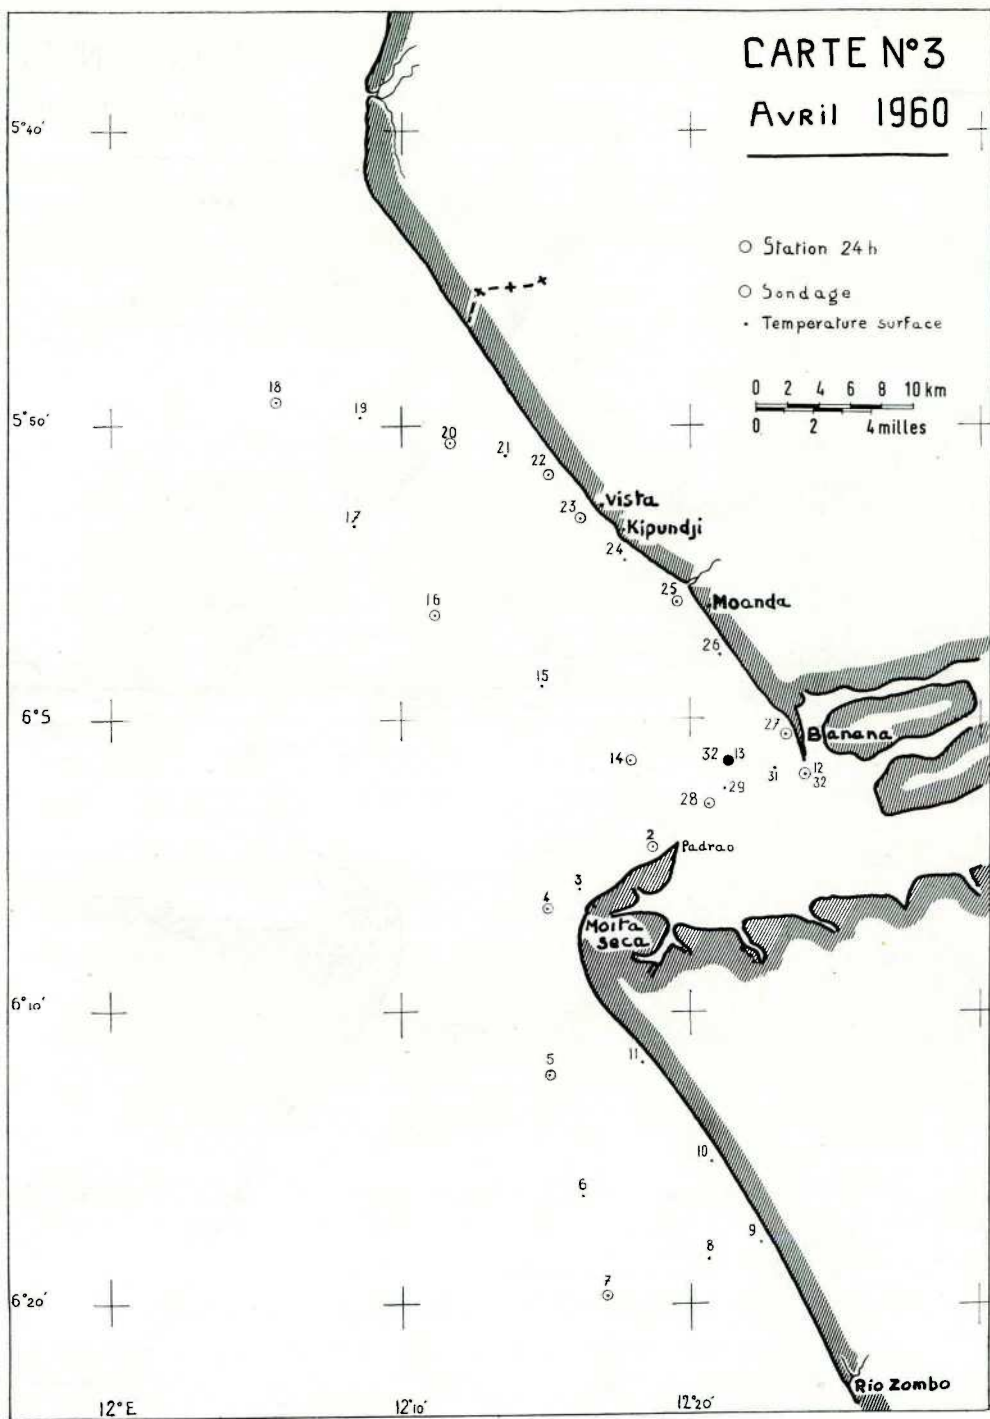 CARTE N°3
AVRIL 1960
5°40'
Station 24h
Sondage
Temperature surface
0 2 4 6 8 10 km
0 2 4 milles
18
19
5°50'
20
21
22
Vista
23
17
Kipundji
24
25
Moanda
16
26
15
6°S
27
Banana
14
32
13
31
12
32
29
28
2
Padrao
3
4
Moita
seca
6°10'
11
5
10
6
9
8
7
6°20'
Rio Zombo
12°E
12°10'
12°20'